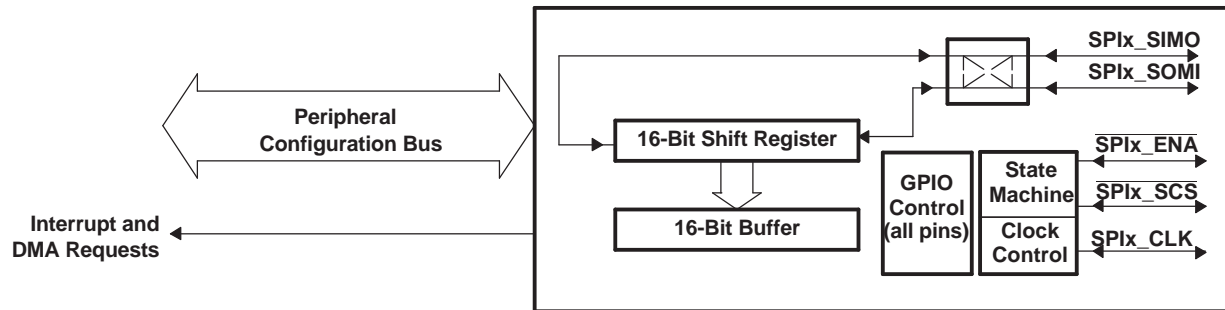 Peripheral
Configuration Bus
Interrupt and
DMA Requests
16-Bit Shift Register
16-Bit Buffer
GPIO
Control
(all pins)
State
Machine
Clock
Control
SPIx_SIMO
SPIx_SOMI
SPIx_ENA
SPIx_SCS
SPIx_CLK